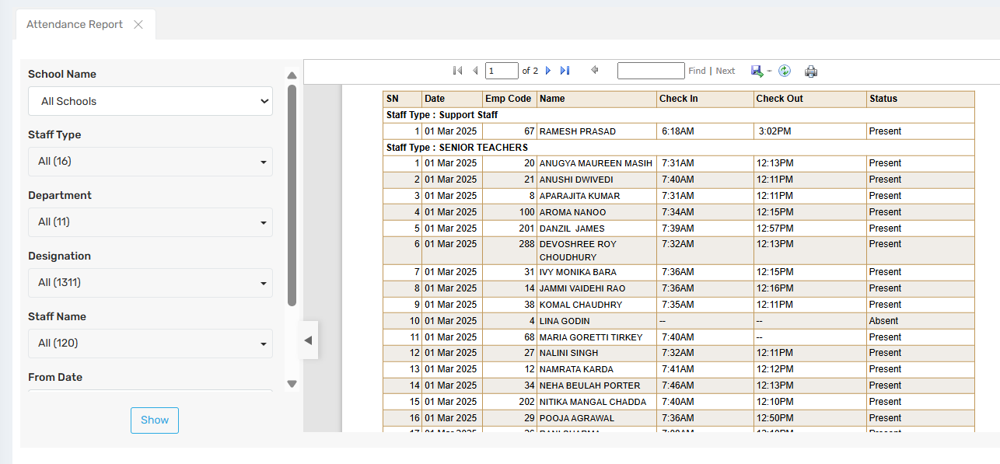 Attendance Report
School Name
All Schools
Staff Type
All (16)
Department
All (11)
Designation
All (1311)
Staff Name
All (120)
From Date
Show
1 of 2 Find | Next
SN Date Emp Code Name Check In Check Out Status
Staff Type : Support Staff
1 01 Mar 2025 67 RAMESH PRASAD 6:18AM 3:02PM Present
Staff Type : SENIOR TEACHERS
1 01 Mar 2025 20 ANUGYA MAUREEN MASIH 7:31AM 12:13PM Present
2 01 Mar 2025 21 ANUSHI DWIVEDI 7:40AM 12:11PM Present
3 01 Mar 2025 8 APARAJITA KUMAR 7:31AM 12:11PM Present
4 01 Mar 2025 100 AROMA NANOO 7:34AM 12:15PM Present
5 01 Mar 2025 201 DANZIL JAMES 7:39AM 12:57PM Present
6 01 Mar 2025 288 DEVOSHREE ROY 7:32AM 12:13PM Present
CHOUDHURY
7 01 Mar 2025 31 IVY MONIKA BARA 7:36AM 12:15PM Present
8 01 Mar 2025 14 JAMMI VAIDEHI RAO 7:36AM 12:16PM Present
9 01 Mar 2025 38 KOMAL CHAUDHRY 7:35AM 12:11PM Present
10 01 Mar 2025 4 LINA GODIN -- -- Absent
11 01 Mar 2025 68 MARIA GORETTI TIRKEY 7:40AM -- Present
12 01 Mar 2025 27 NALINI SINGH 7:32AM 12:11PM Present
13 01 Mar 2025 12 NAMRATA KARDA 7:41AM 12:12PM Present
14 01 Mar 2025 34 NEHA BEULAH PORTER 7:46AM 12:13PM Present
15 01 Mar 2025 202 NITIKA MANGAL CHADDA 7:40AM 12:10PM Present
16 01 Mar 2025 29 POOJA AGRAWAL 7:36AM 12:50PM Present